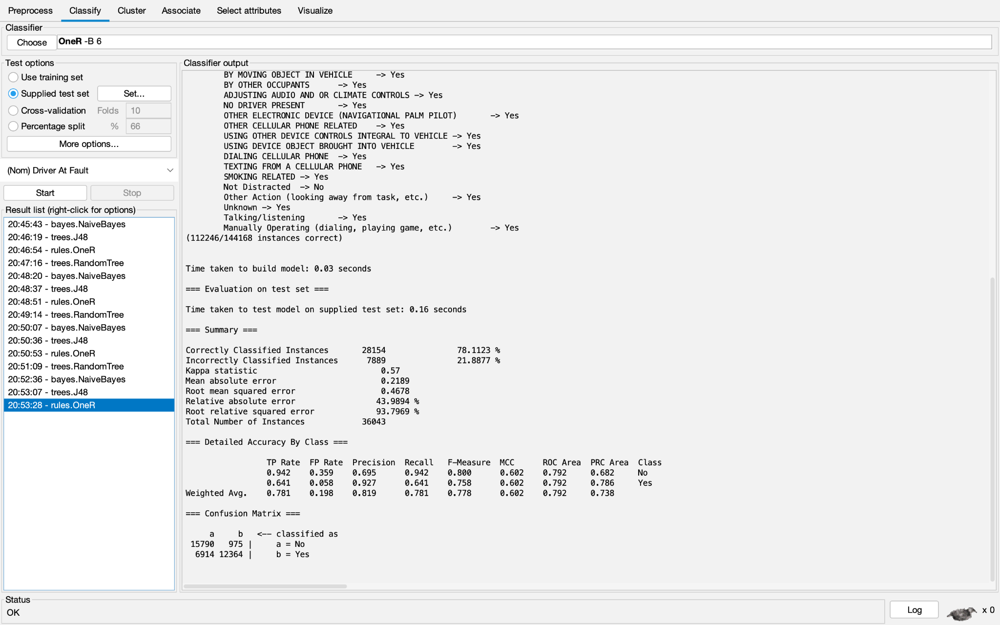 Preprocess Classify Cluster Associate Select attributes Visualize
Classifier
Choose OneR -B 6
Test options
Use training set
Supplied test set Set...
Cross-validation Folds 10
Percentage split % 66
More options...
(Nom) Driver At Fault
Start Stop
Result list (right-click for options)
20:45:43 - bayes.NaiveBayes
20:46:19 - trees.J48
20:46:54 - rules.OneR
20:47:16 - trees.RandomTree
20:48:20 - bayes.NaiveBayes
20:48:37 - trees.J48
20:48:51 - rules.OneR
20:49:14 - trees.RandomTree
20:50:07 - bayes.NaiveBayes
20:50:36 - trees.J48
20:50:53 - rules.OneR
20:51:09 - trees.RandomTree
20:52:36 - bayes.NaiveBayes
20:53:07 - trees.J48
20:53:28 - rules.OneR
Classifier output
BY MOVING OBJECT IN VEHICLE -> Yes
BY OTHER OCCUPANTS -> Yes
ADJUSTING AUDIO AND OR CLIMATE CONTROLS -> Yes
NO DRIVER PRESENT -> Yes
OTHER ELECTRONIC DEVICE (NAVIGATIONAL PALM PILOT) -> Yes
OTHER CELLULAR PHONE RELATED -> Yes
USING OTHER DEVICE CONTROLS INTEGRAL TO VEHICLE -> Yes
USING DEVICE OBJECT BROUGHT INTO VEHICLE -> Yes
DIALING CELLULAR PHONE -> Yes
TEXTING FROM A CELLULAR PHONE -> Yes
SMOKING RELATED -> Yes
Not Distracted -> No
Other Action (looking away from task, etc.) -> Yes
Unknown -> Yes
Talking/listening -> Yes
Manually Operating (dialing, playing game, etc.) -> Yes
(112246/144168 instances correct)
Time taken to build model: 0.03 seconds
=== Evaluation on test set ===
Time taken to test model on supplied test set: 0.16 seconds
=== Summary ===
Correctly Classified Instances 28154 78.1123 %
Incorrectly Classified Instances 7889 21.8877 %
Kappa statistic 0.57
Mean absolute error 0.2189
Root mean squared error 0.4678
Relative absolute error 43.9894 %
Root relative squared error 93.7969 %
Total Number of Instances 36043
=== Detailed Accuracy By Class ===
TP Rate FP Rate Precision Recall F-Measure MCC ROC Area PRC Area Class
0.942 0.359 0.695 0.942 0.800 0.602 0.792 0.682 No
0.641 0.058 0.927 0.641 0.758 0.602 0.792 0.786 Yes
Weighted Avg. 0.781 0.198 0.819 0.781 0.778 0.602 0.792 0.738
=== Confusion Matrix ===
a b <-- classified as
15790 975 | a = No
6914 12364 | b = Yes
Status
OK
Log x 0